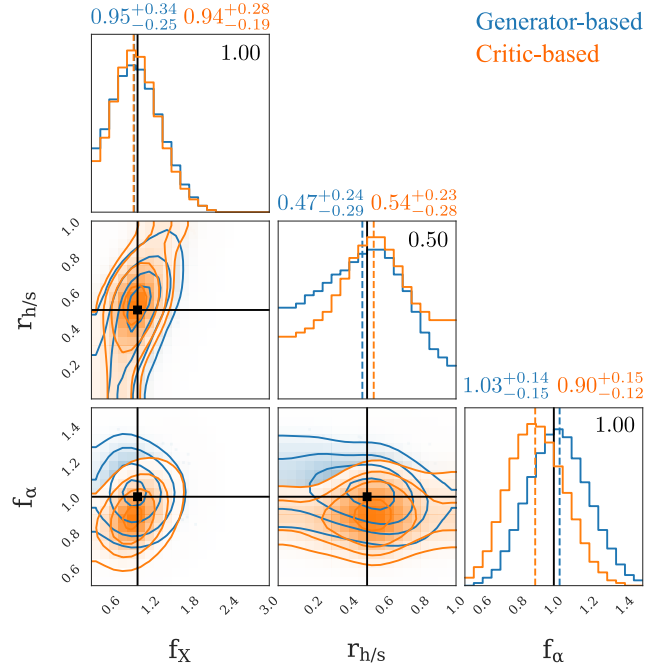 0.95+0.34−0.25 0.94+0.28−0.19
Generator-based
Critic-based
1.00
0.47+0.24−0.29 0.54+0.23−0.28
0.50
r_h/s
1.0
0.8
0.6
0.4
0.2
1.03+0.14−0.15 0.90+0.15−0.12
1.00
f_α
1.4
1.2
1.0
0.8
0.6
0.6 1.2 1.8 2.4 3.0
0.2 0.4 0.6 0.8 1.0
0.6 0.8 1.0 1.2 1.4
f_X
r_h/s
f_α